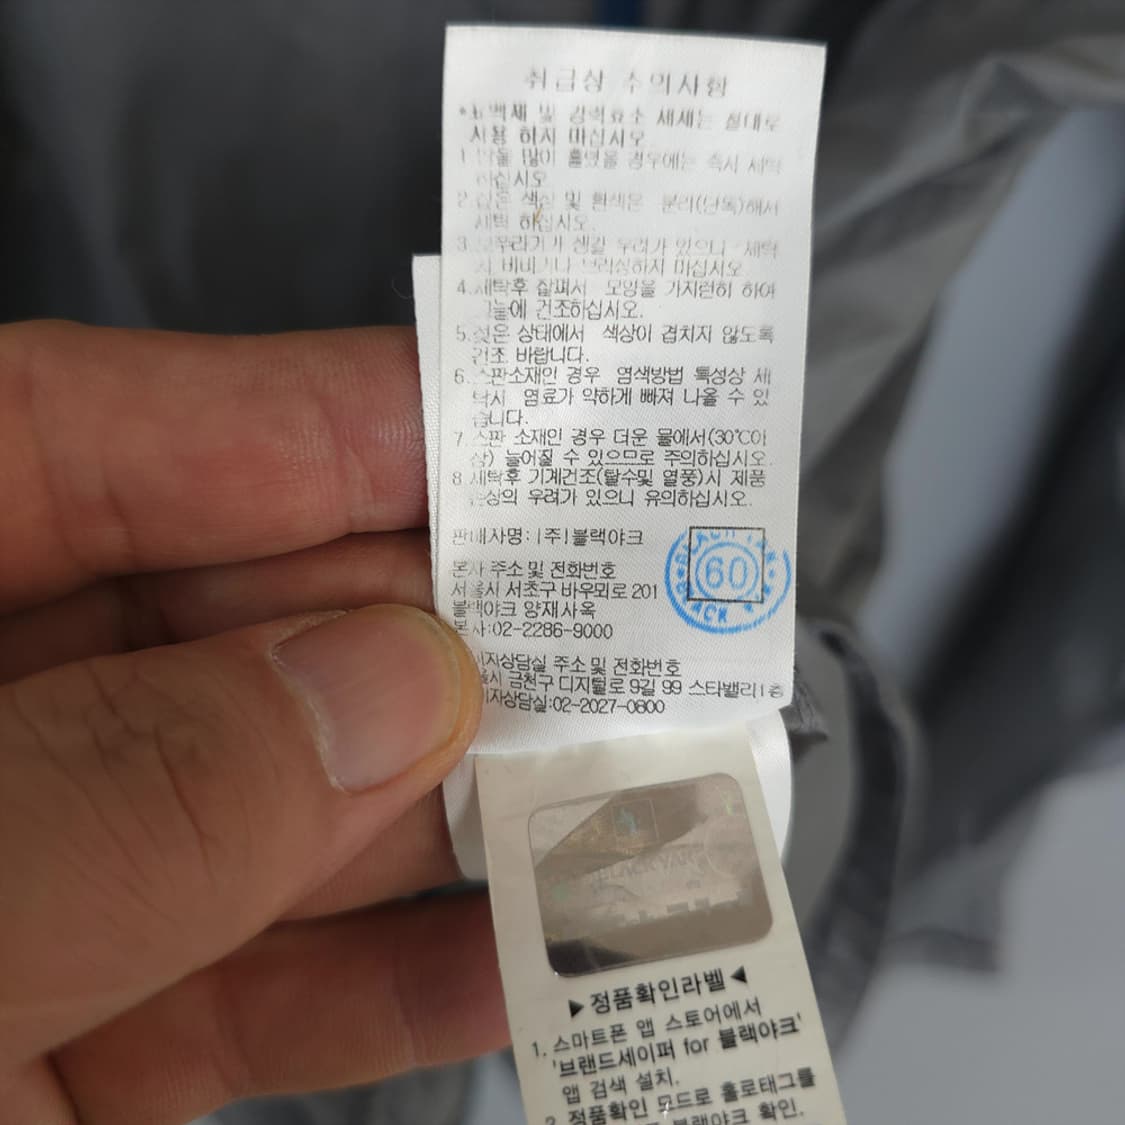 취급상 주의사항
*표백제 및 강력효소 세제는 절대로
사용 하지 마십시오
1 땀을 많이 흘렸을 경우에는 즉시 세탁
하십시오
2.짙은 색상 및 흰색은 분리(단독)해서
세탁 하십시오.
3. 보푸라기가 생길 우려가 있으니 세탁
시 비비거나 브러싱하지 마십시오
4.세탁후 잘펴서 모양을 가지런히 하여
그늘에 건조하십시오.
5.젖은 상태에서 색상이 겹치지 않도록
건조 바랍니다.
6.스판소재인 경우 염색방법 특성상 세
탁시 염료가 약하게 빠져 나올 수 있
습니다.
7.스판 소재인 경우 더운 물에서(30℃이
상) 늘어질 수 있으므로 주의하십시오.
8.세탁후 기계건조(탈수및 열풍)시 제품
손상의 우려가 있으니 유의하십시오.
판매자명:(주)블랙야크
본사 주소 및 전화번호
서울시 서초구 바우뫼로 201
블랙야크 양재사옥
본사:02-2286-9000
BLACK YAK
60
BLACK
주소 및 전화번호
금천구 디지털로 9길 99 스타밸리1층
02-2027-0800
BLACKYAK
▶정품확인라벨◀
1. 스마트폰 앱 스토어에서
'브랜드세이퍼 for 블랙야크'
앱 검색 설치.
2. 정품확인 모드로 홀로태그를
블랙야크 확인.